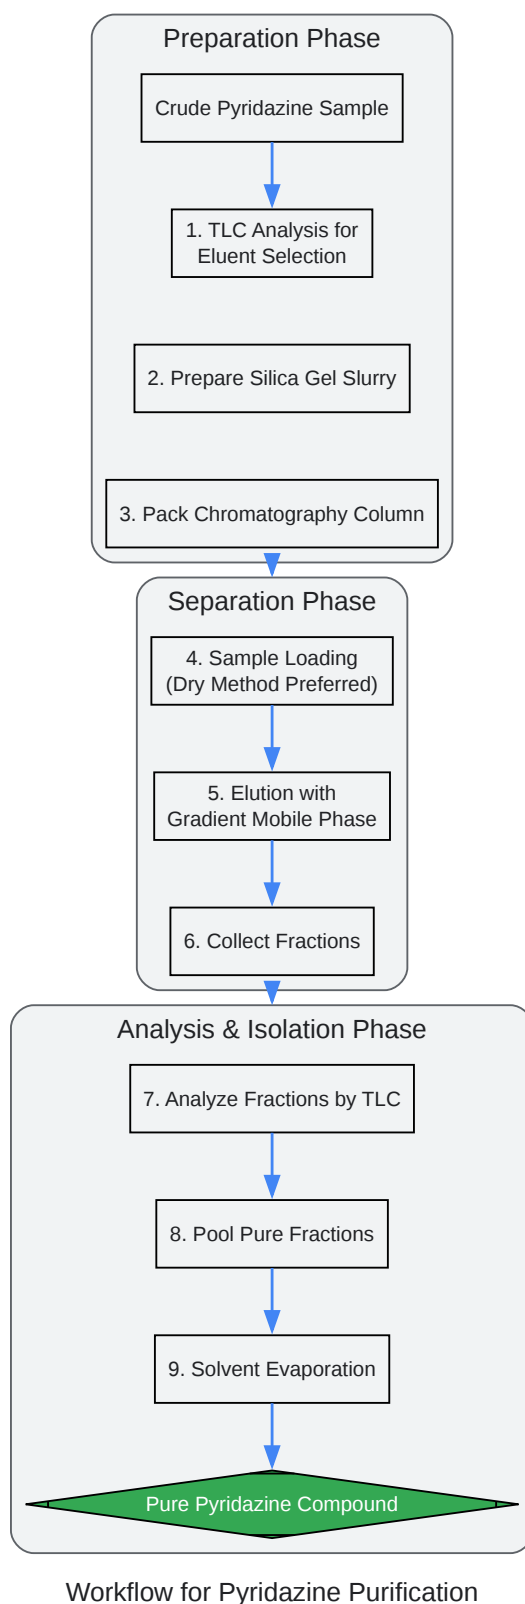 Preparation Phase
Crude Pyridazine Sample
1. TLC Analysis for
Eluent Selection
2. Prepare Silica Gel Slurry
3. Pack Chromatography Column
Separation Phase
4. Sample Loading
(Dry Method Preferred)
5. Elution with
Gradient Mobile Phase
6. Collect Fractions
Analysis & Isolation Phase
7. Analyze Fractions by TLC
8. Pool Pure Fractions
9. Solvent Evaporation
Pure Pyridazine Compound
Workflow for Pyridazine Purification